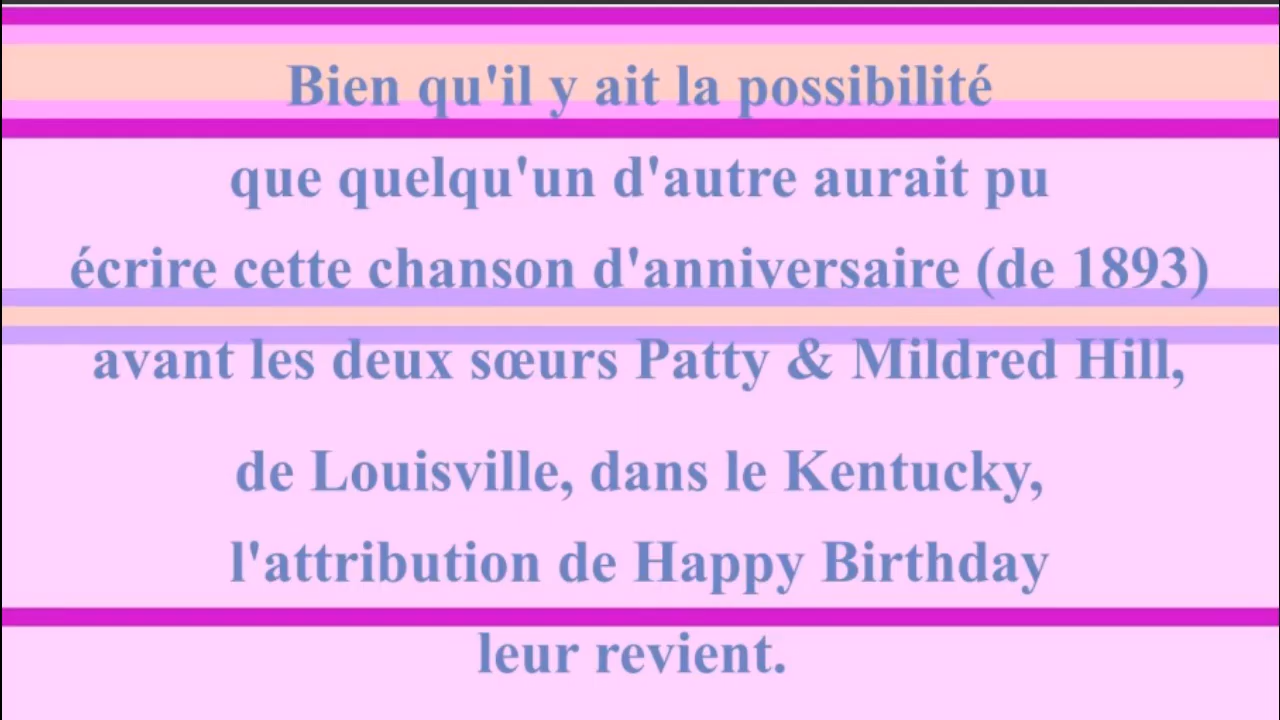 Bien qu'il y ait la possibilité
que quelqu'un d'autre aurait pu
écrire cette chanson d'anniversaire (de 1893)
avant les deux sœurs Patty & Mildred Hill,
de Louisville, dans le Kentucky,
l'attribution de Happy Birthday
leur revient.